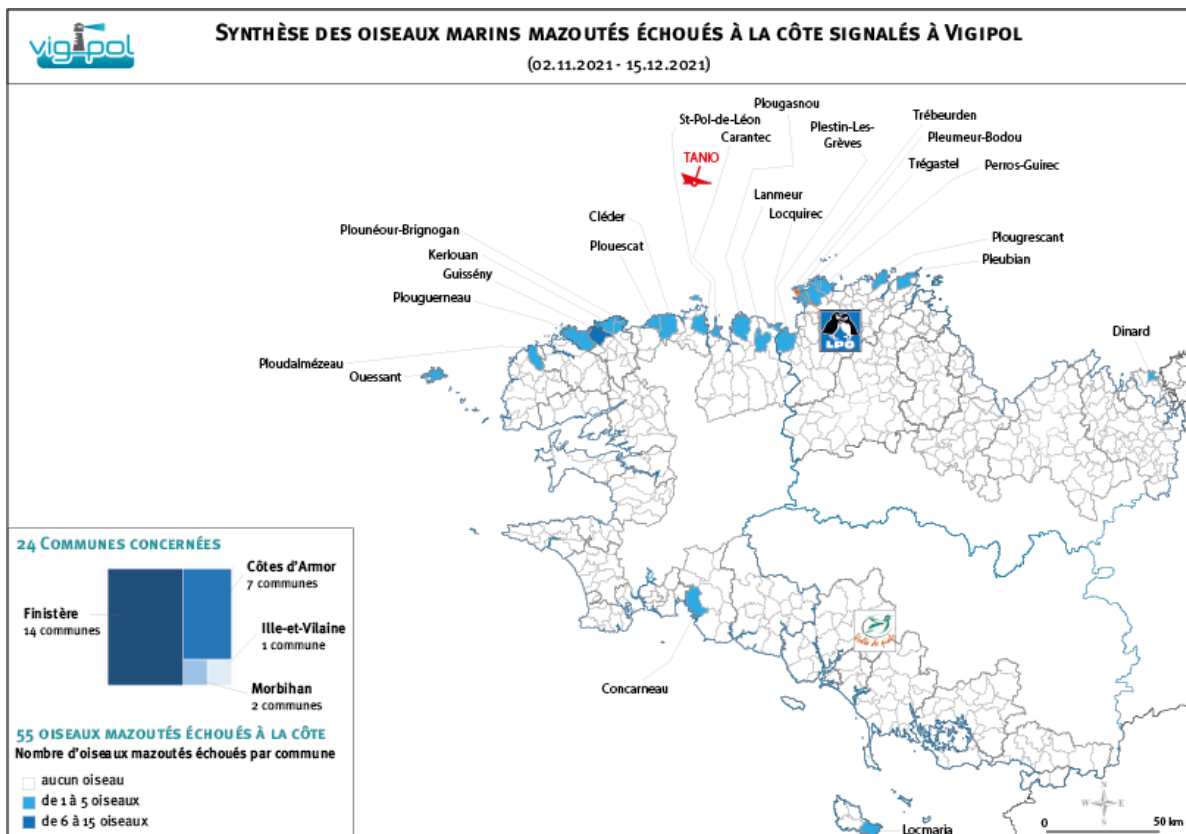 vigipol
SYNTHÈSE DES OISEAUX MARINS MAZOUTÉS ÉCHOUÉS À LA CÔTE SIGNALÉS À VIGIPOL
(02.11.2021 - 15.12.2021)
Plougasnou
St-Pol-de-Léon
Carantec
Plestin-Les-
Grèves
Trébeurden
Pleumeur-Bodou
Trégastel
Perros-Guirec
TANIO
Lanmeur
Locquirec
Cléder
Plouescat
Plounéour-Brignogan
Kerlouan
Guissény
Plouguerneau
Plougrescant
Pleubian
LPO
Dinard
Ploudalmézeau
Ouessant
Concarneau
Locmaria
24 COMMUNES CONCERNÉES
Côtes d'Armor
7 communes
Finistère
14 communes
Ille-et-Vilaine
1 commune
Morbihan
2 communes
55 OISEAUX MAZOUTÉS ÉCHOUÉS À LA CÔTE
Nombre d'oiseaux mazoutés échoués par commune
aucun oiseau
de 1 à 5 oiseaux
de 6 à 15 oiseaux
N
W E
S
0 50 km